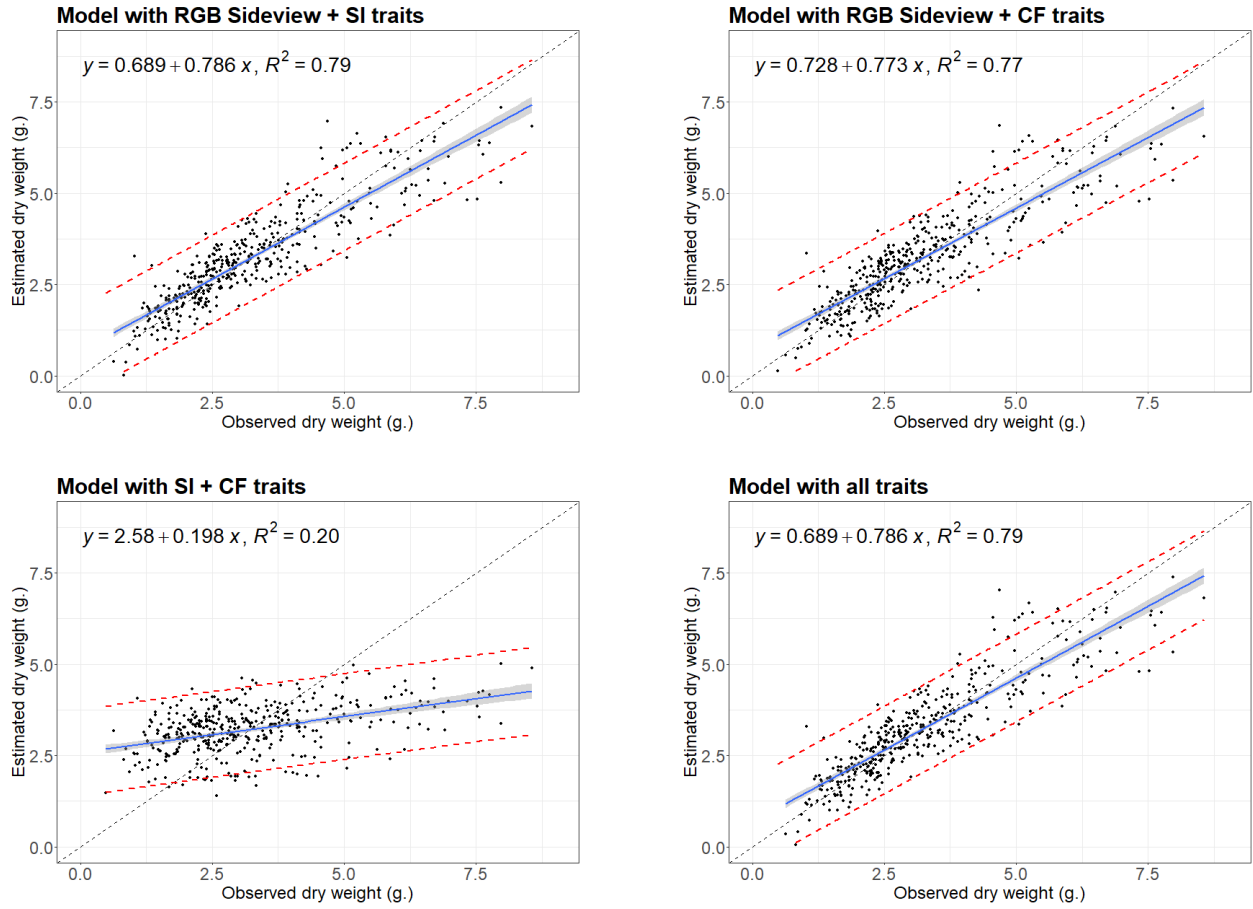 Model with RGB Sideview + SI traits
y = 0.689 + 0.786 x, R² = 0.79
7.5
5.0
2.5
0.0
Estimated dry weight (g.)
0.0 2.5 5.0 7.5
Observed dry weight (g.)
Model with RGB Sideview + CF traits
y = 0.728 + 0.773 x, R² = 0.77
7.5
5.0
2.5
0.0
Estimated dry weight (g.)
0.0 2.5 5.0 7.5
Observed dry weight (g.)
Model with SI + CF traits
y = 2.58 + 0.198 x, R² = 0.20
7.5
5.0
2.5
0.0
Estimated dry weight (g.)
0.0 2.5 5.0 7.5
Observed dry weight (g.)
Model with all traits
y = 0.689 + 0.786 x, R² = 0.79
7.5
5.0
2.5
0.0
Estimated dry weight (g.)
0.0 2.5 5.0 7.5
Observed dry weight (g.)